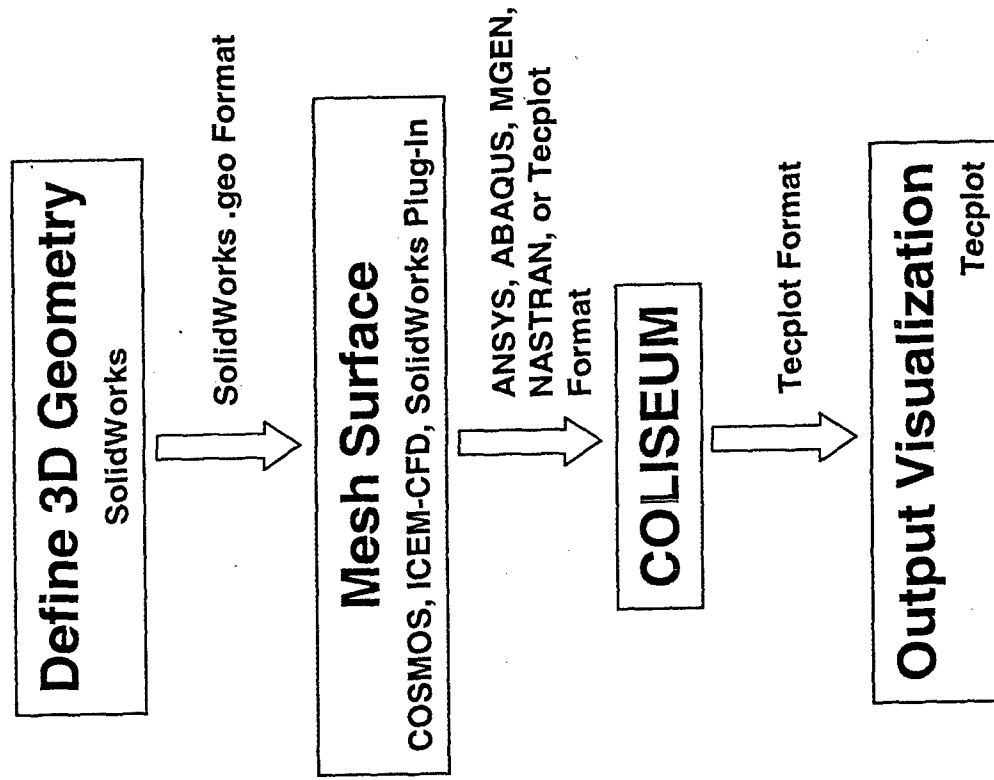 Define 3D Geometry
SolidWorks
SolidWorks .geo Format
Mesh Surface
COSMOS, ICEM-CFD, SolidWorks Plug-In
ANSYS, ABAQUS, MGEN,
NASTRAN, or Tecplot
Format
COLISEUM
Tecplot Format
Output Visualization
Tecplot